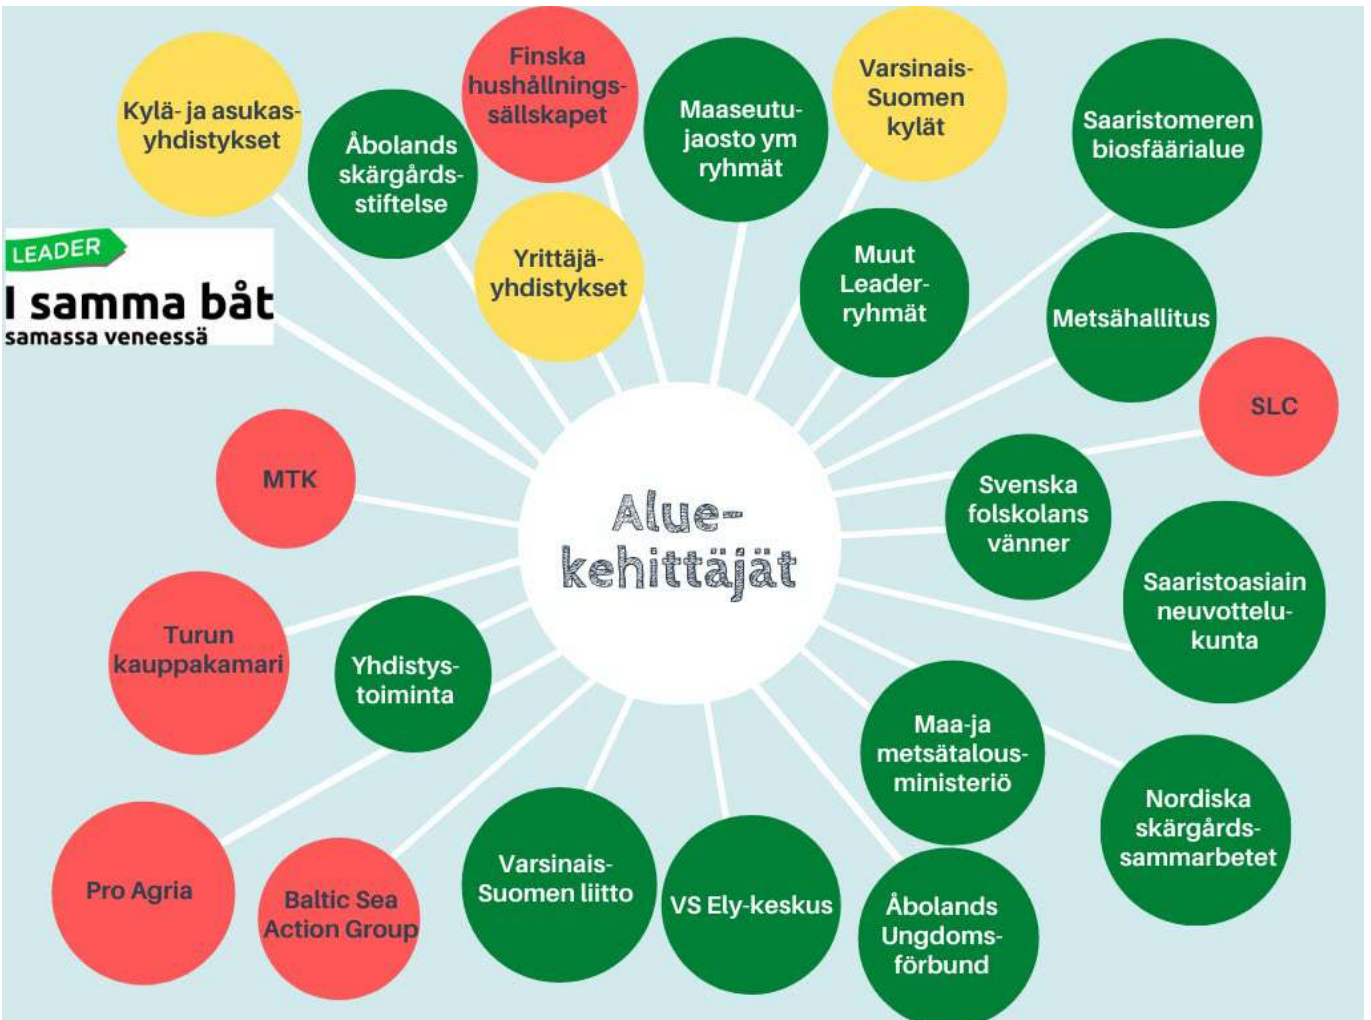 Kylä- ja asukas-
yhdistykset
Åbolands
skärgårds-
stiftelse
Finska
hushållnings-
sällskapet
Maaseutu-
jaosto ym
ryhmät
Varsinais-
Suomen
kylät
Saaristomeren
biosfäärialue
LEADER
I samma båt
samassa veneessä
Yrittäjä-
yhdistykset
Muut
Leader-
ryhmät
Metsähallitus
SLC
MTK
Alue-
kehittäjät
Svenska
folskolans
vänner
Saaristoasiain
neuvottelu-
kunta
Turun
kauppakamari
Yhdistys-
toiminta
Maa-ja
metsätalous-
ministeriö
Nordiska
skärgårds-
sammarbetet
Pro Agria
Baltic Sea
Action Group
Varsinais-
Suomen liitto
VS Ely-keskus
Åbolands
Ungdoms-
förbund